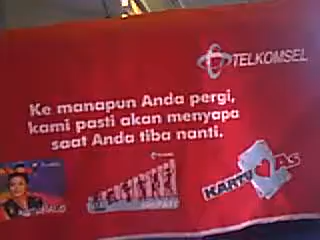 TELKOMSEL
Ke manapun Anda pergi,
kami pasti akan menyapa
saat Anda tiba nanti.
KARTU AS